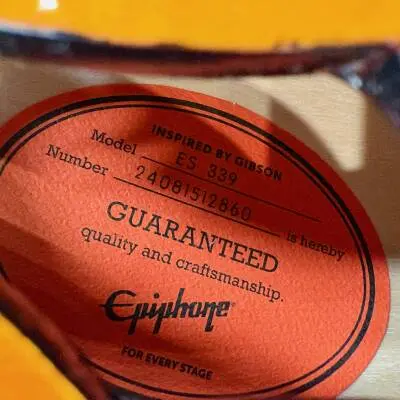 INSPIRED BY GIBSON
Model ES 339
Number 24081512860 is hereby
GUARANTEED
quality and craftsmanship.
Epiphone
FOR EVERY STAGE